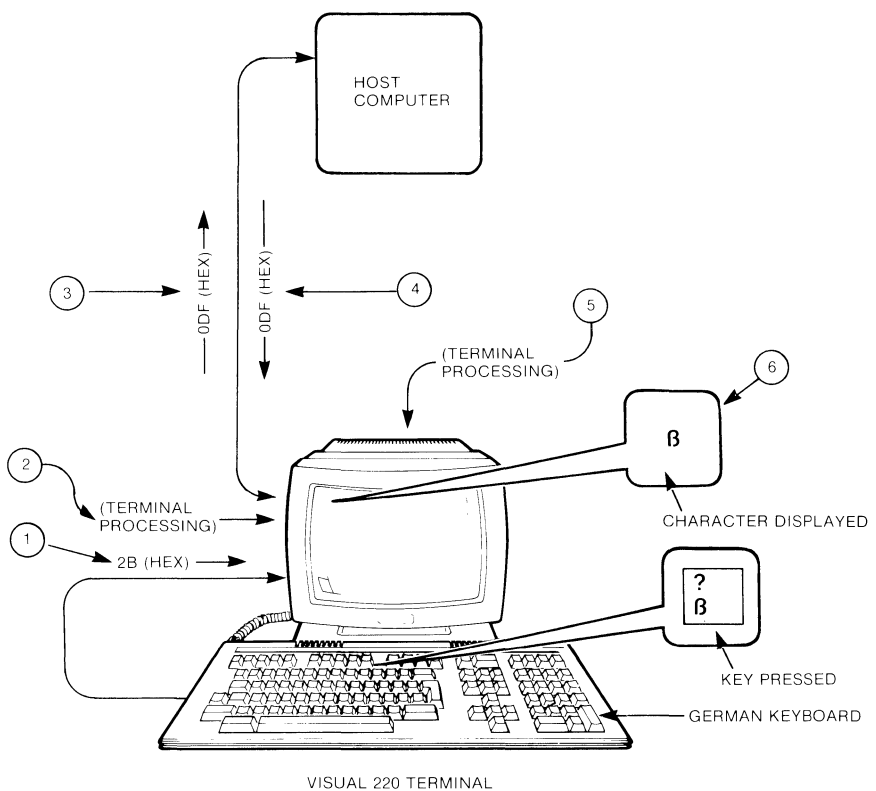 HOST
COMPUTER
3
0DF (HEX)
0DF (HEX)
4
5
(TERMINAL
PROCESSING)
6
ß
2
(TERMINAL
PROCESSING)
CHARACTER DISPLAYED
1
2B (HEX)
?
ß
KEY PRESSED
GERMAN KEYBOARD
VISUAL 220 TERMINAL